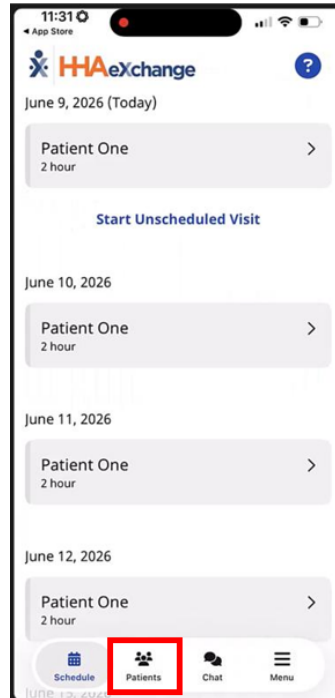 11:31
App Store
HHAeXchange
?
June 9, 2026 (Today)
Patient One
2 hour
Start Unscheduled Visit
June 10, 2026
Patient One
2 hour
June 11, 2026
Patient One
2 hour
June 12, 2026
Patient One
2 hour
Schedule
Patients
Chat
Menu